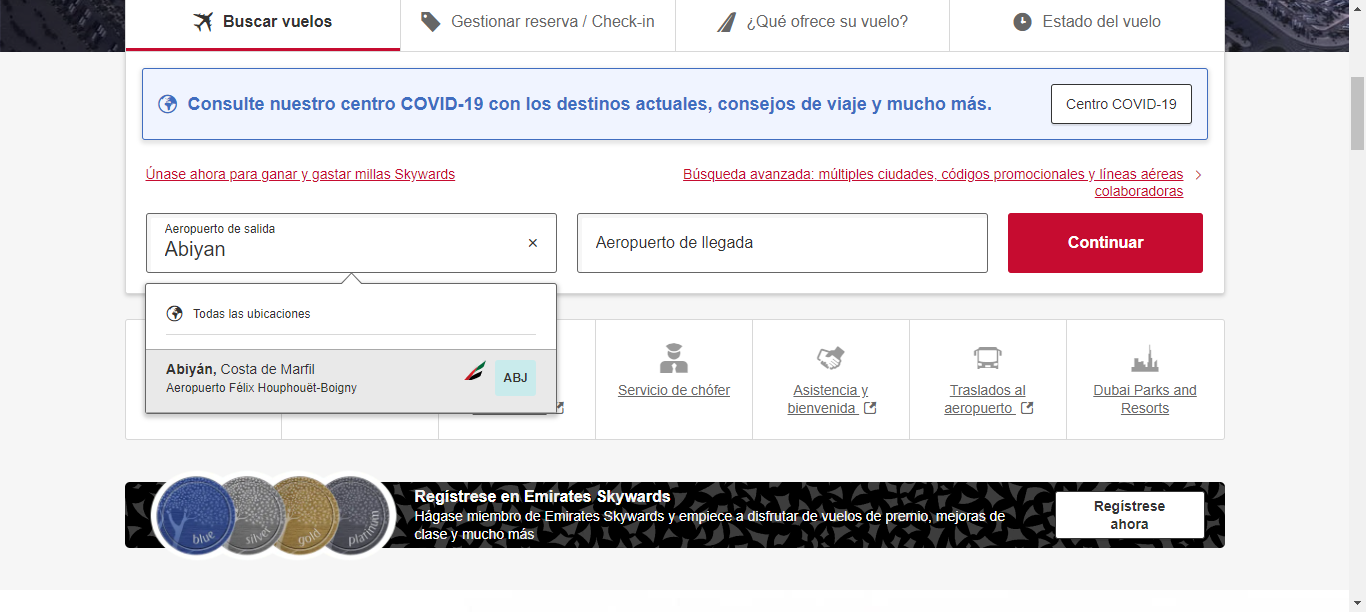 Buscar vuelos
Gestionar reserva / Check-in
¿Qué ofrece su vuelo?
Estado del vuelo
Consulte nuestro centro COVID-19 con los destinos actuales, consejos de viaje y mucho más.
Centro COVID-19
Únase ahora para ganar y gastar millas Skywards
Búsqueda avanzada: múltiples ciudades, códigos promocionales y líneas aéreas
colaboradoras
Aeropuerto de salida
Abiyan
×
Aeropuerto de llegada
Continuar
Todas las ubicaciones
Abiyán, Costa de Marfil
Aeropuerto Félix Houphouët-Boigny
ABJ
Servicio de chófer
Asistencia y
bienvenida
Traslados al
aeropuerto
Dubai Parks and
Resorts
blue
silver
gold
platinum
Regístrese en Emirates Skywards
Hágase miembro de Emirates Skywards y empiece a disfrutar de vuelos de premio, mejoras de
clase y mucho más
Regístrese
ahora